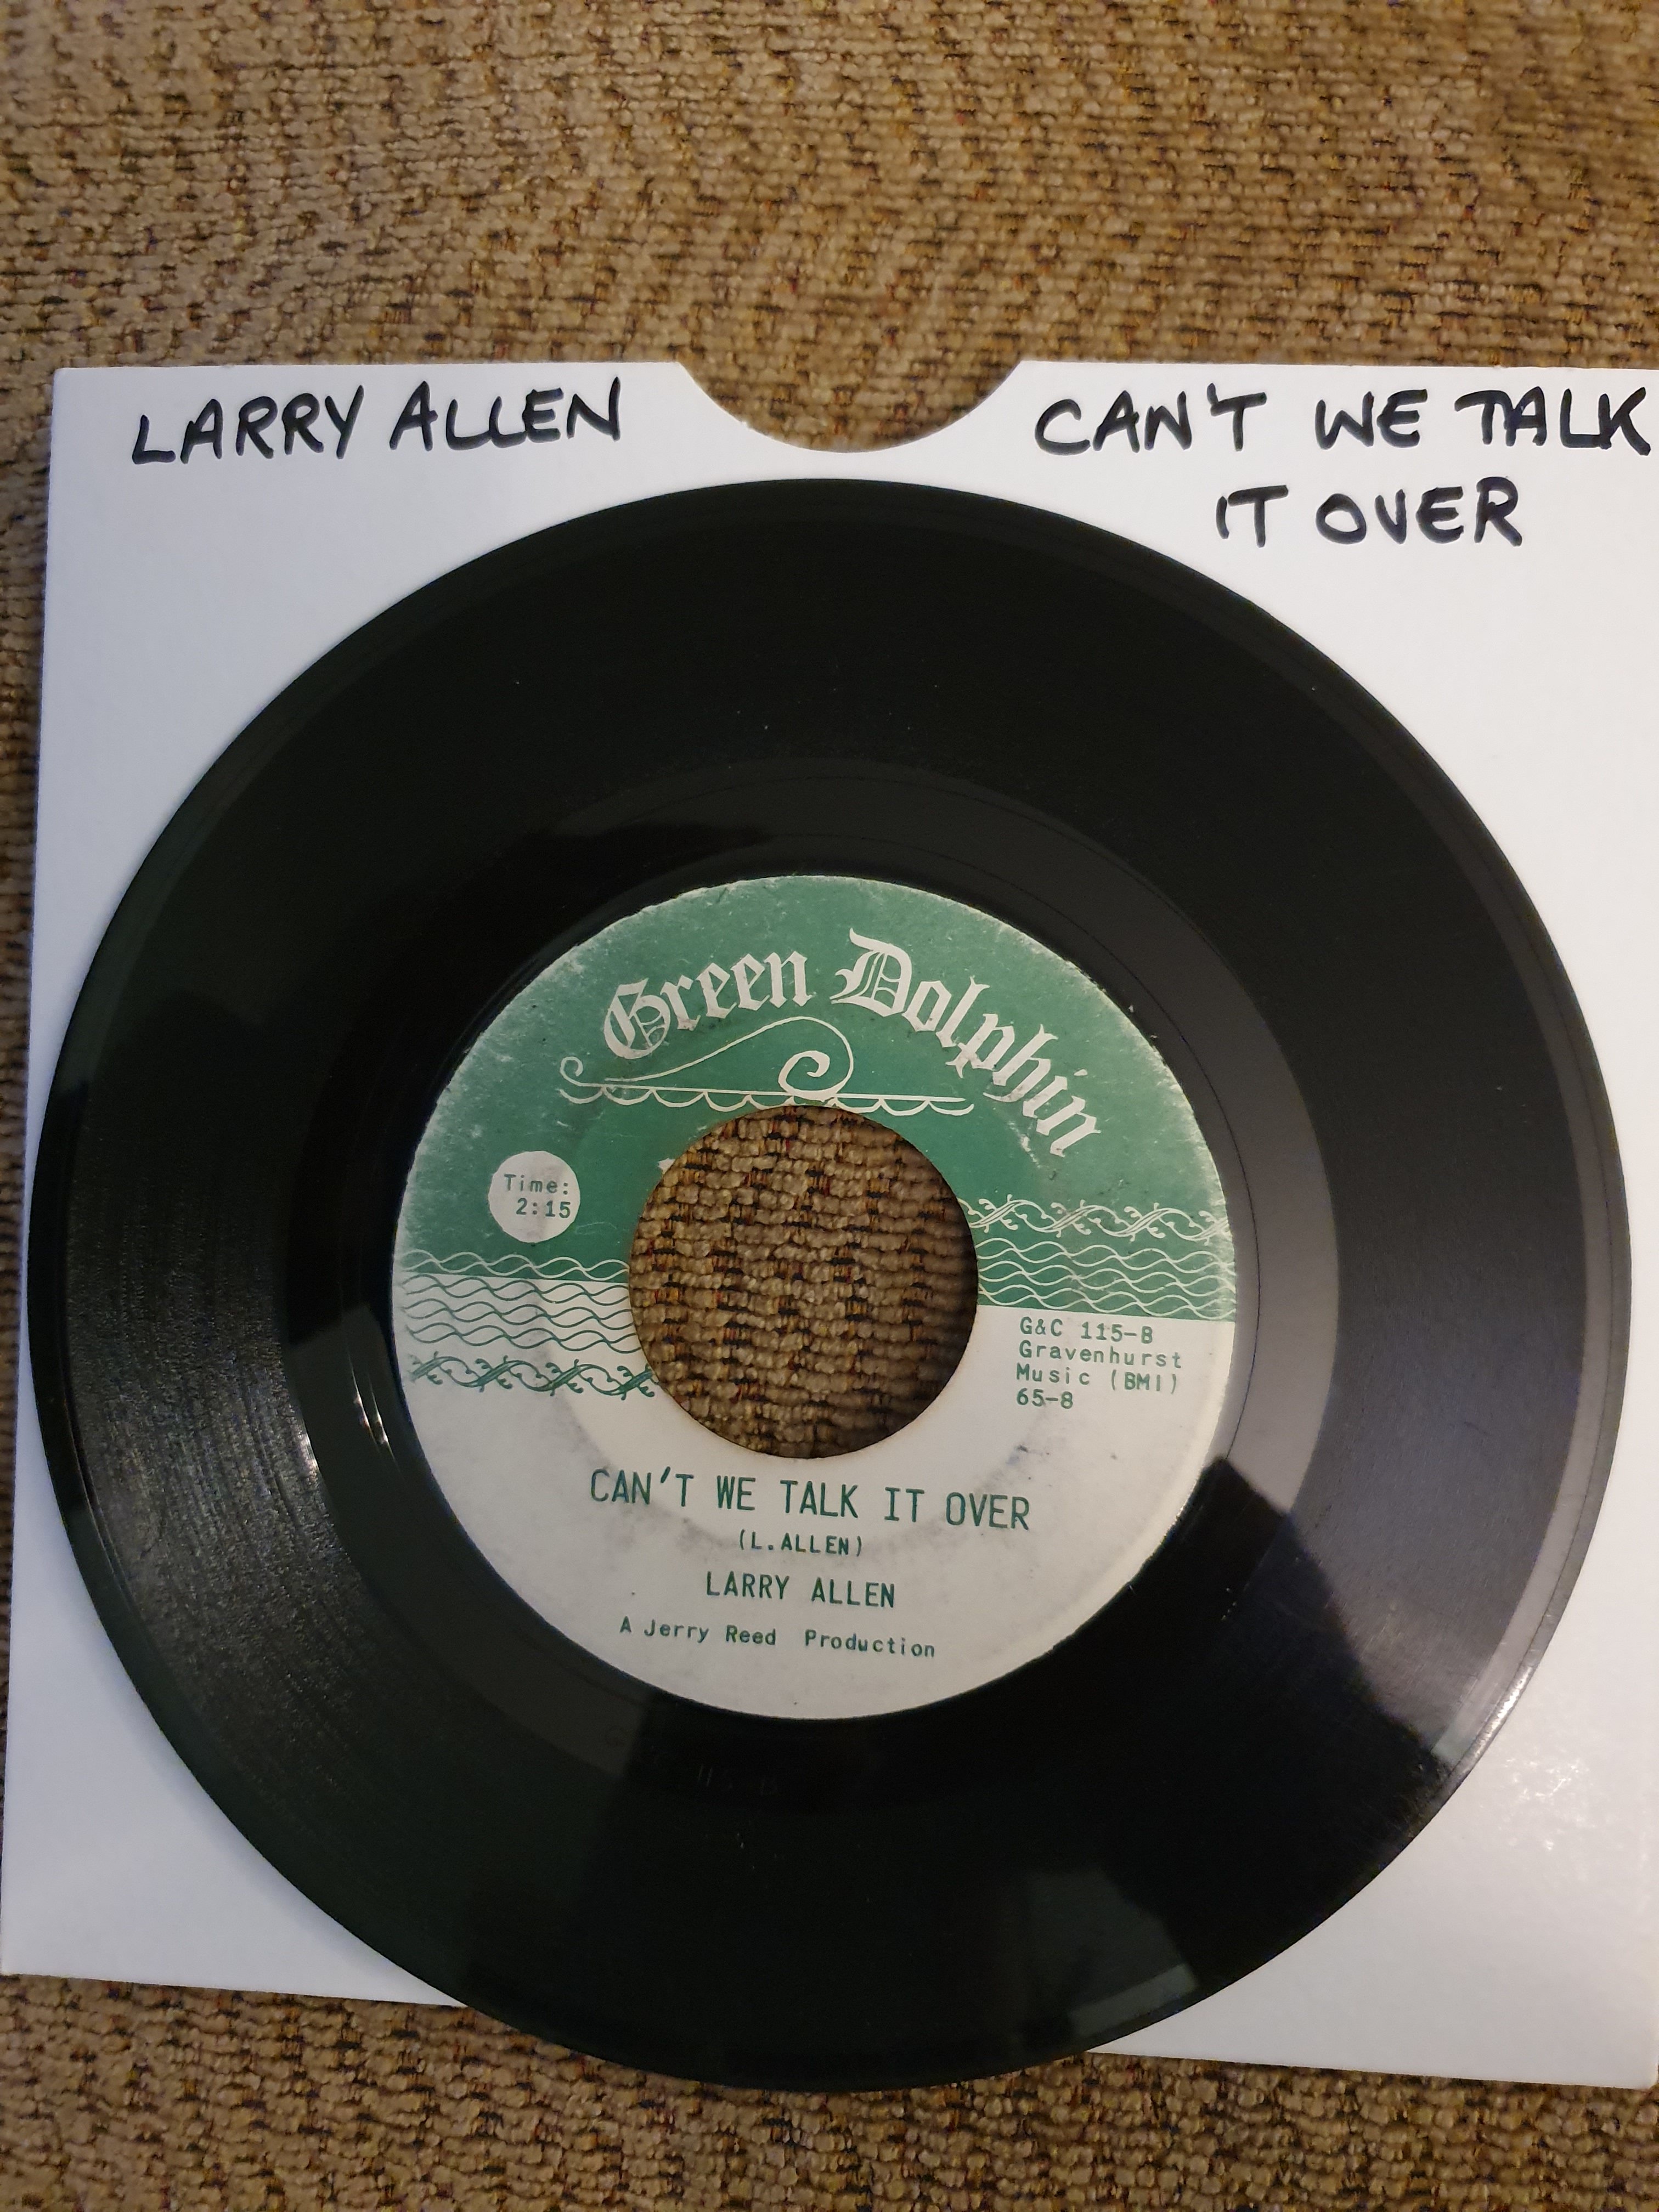 LARRY ALLEN
CAN'T WE TALK
IT OVER
Green Dolphin
Time:
2:15
G&C 115-B
Gravenhurst
Music (BMI)
65-8
CAN'T WE TALK IT OVER
(L.ALLEN)
LARRY ALLEN
A Jerry Reed Production